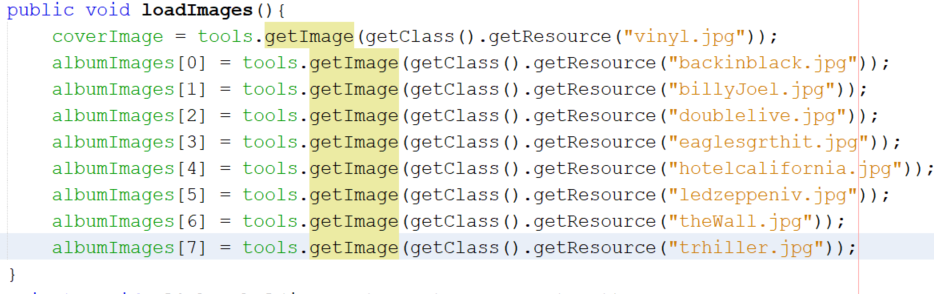 public void loadImages(){
coverImage = tools.getImage(getClass().getResource("vinyl.jpg"));
albumImages[0] = tools.getImage(getClass().getResource("backinblack.jpg"));
albumImages[1] = tools.getImage(getClass().getResource("billyJoel.jpg"));
albumImages[2] = tools.getImage(getClass().getResource("doublelive.jpg"));
albumImages[3] = tools.getImage(getClass().getResource("eaglesgrthit.jpg"));
albumImages[4] = tools.getImage(getClass().getResource("hotelcalifornia.jpg"));
albumImages[5] = tools.getImage(getClass().getResource("ledzeppeniv.jpg"));
albumImages[6] = tools.getImage(getClass().getResource("theWall.jpg"));
albumImages[7] = tools.getImage(getClass().getResource("trhiller.jpg"));
}